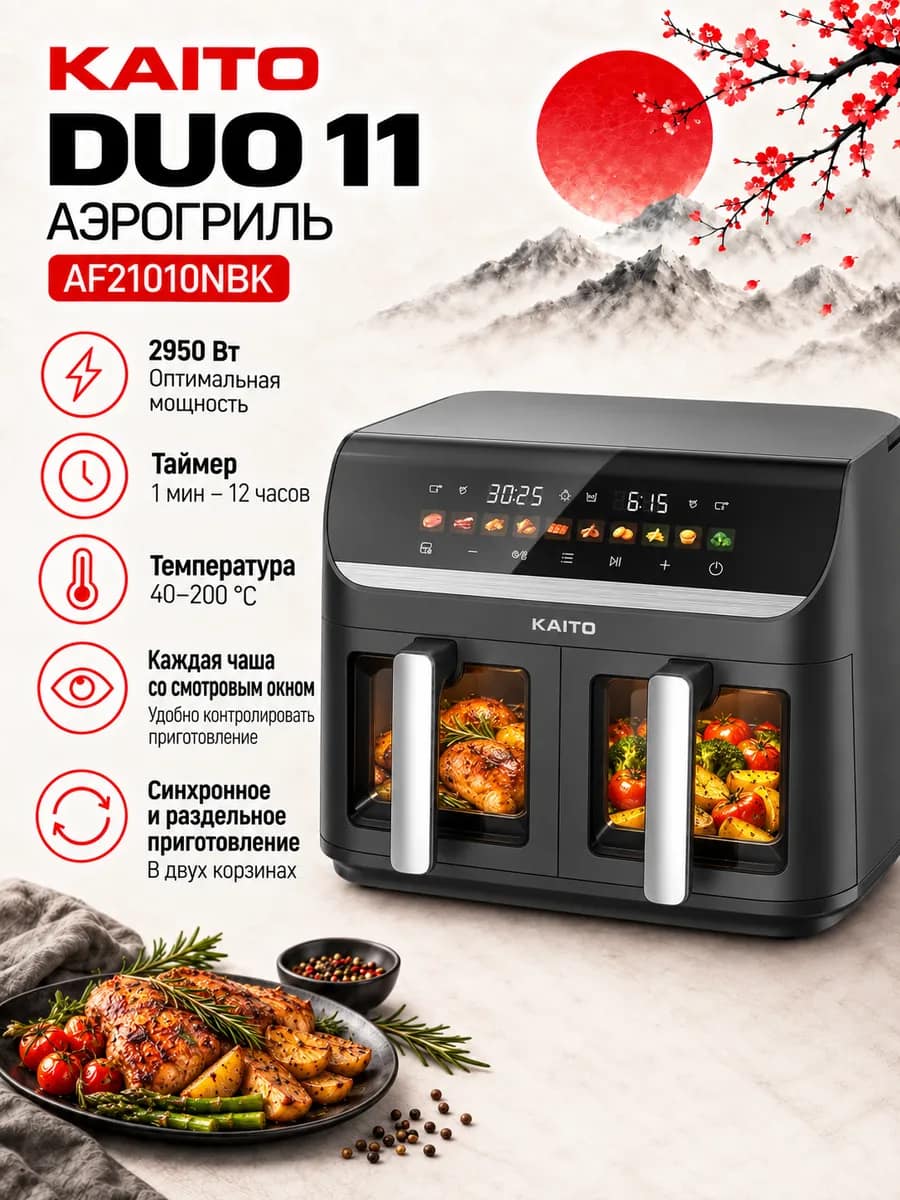 KAITO
DUO 11
АЭРОГРИЛЬ
AF21010NBK
2950 Вт
Оптимальная
мощность
Таймер
1 мин – 12 часов
Температура
40–200 °C
Каждая чаша
со смотровым окном
Удобно контролировать
приготовление
Синхронное
и раздельное
приготовление
В двух корзинах
30:25
6:15
KAITO